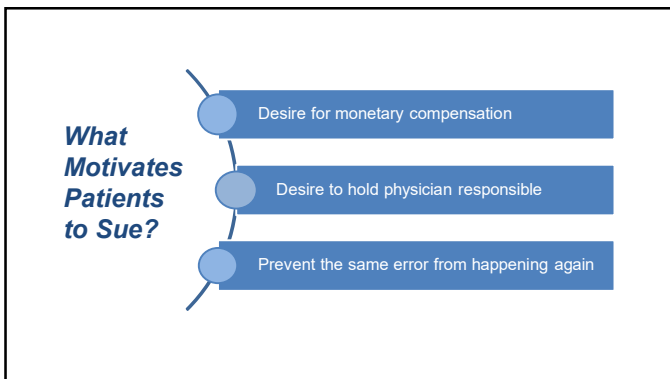 What
Motivates
Patients
to Sue?
Desire for monetary compensation
Desire to hold physician responsible
Prevent the same error from happening again